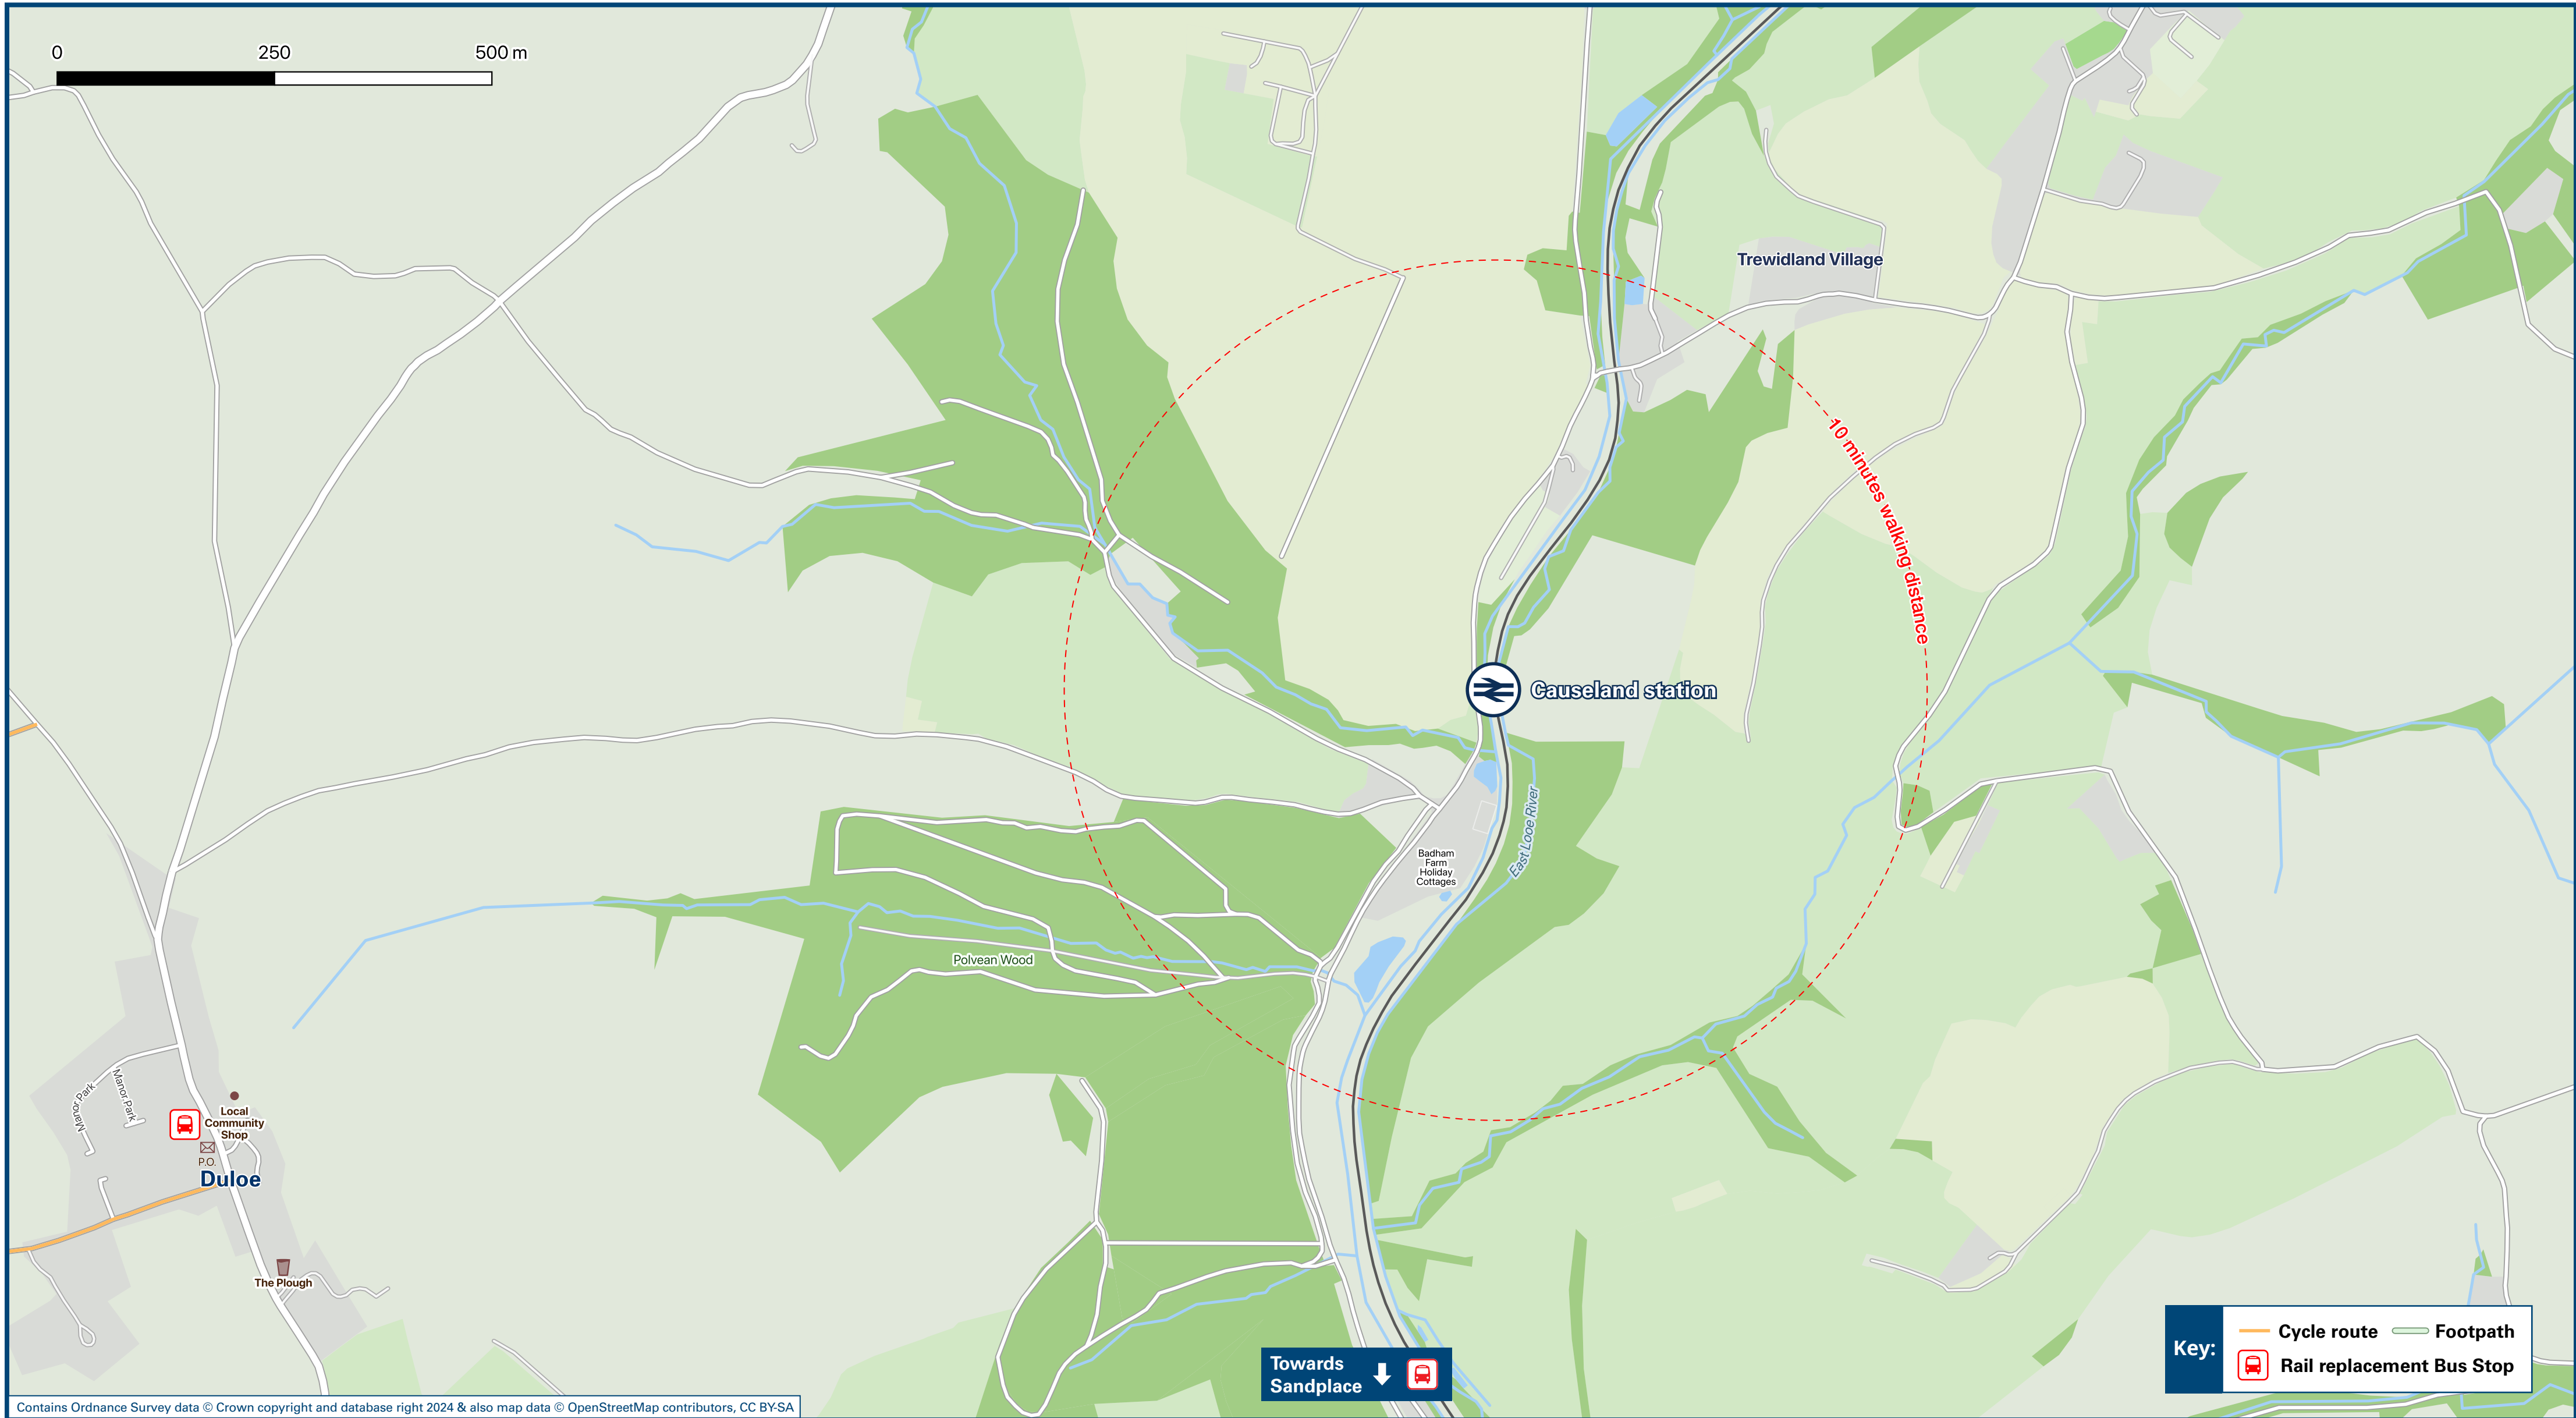 0 250 500 m
Trewidland Village
10 minutes walking distance
Causeland station
East Looe River
Badham
Farm
Holiday
Cottages
Polvean Wood
Manor Park
Manor Park
Local
Community
Shop
P.O.
Duloe
The Plough
Towards
Sandplace
Key:
Cycle route
Footpath
Rail replacement Bus Stop
Contains Ordnance Survey data © Crown copyright and database right 2024 & also map data © OpenStreetMap contributors, CC BY-SA